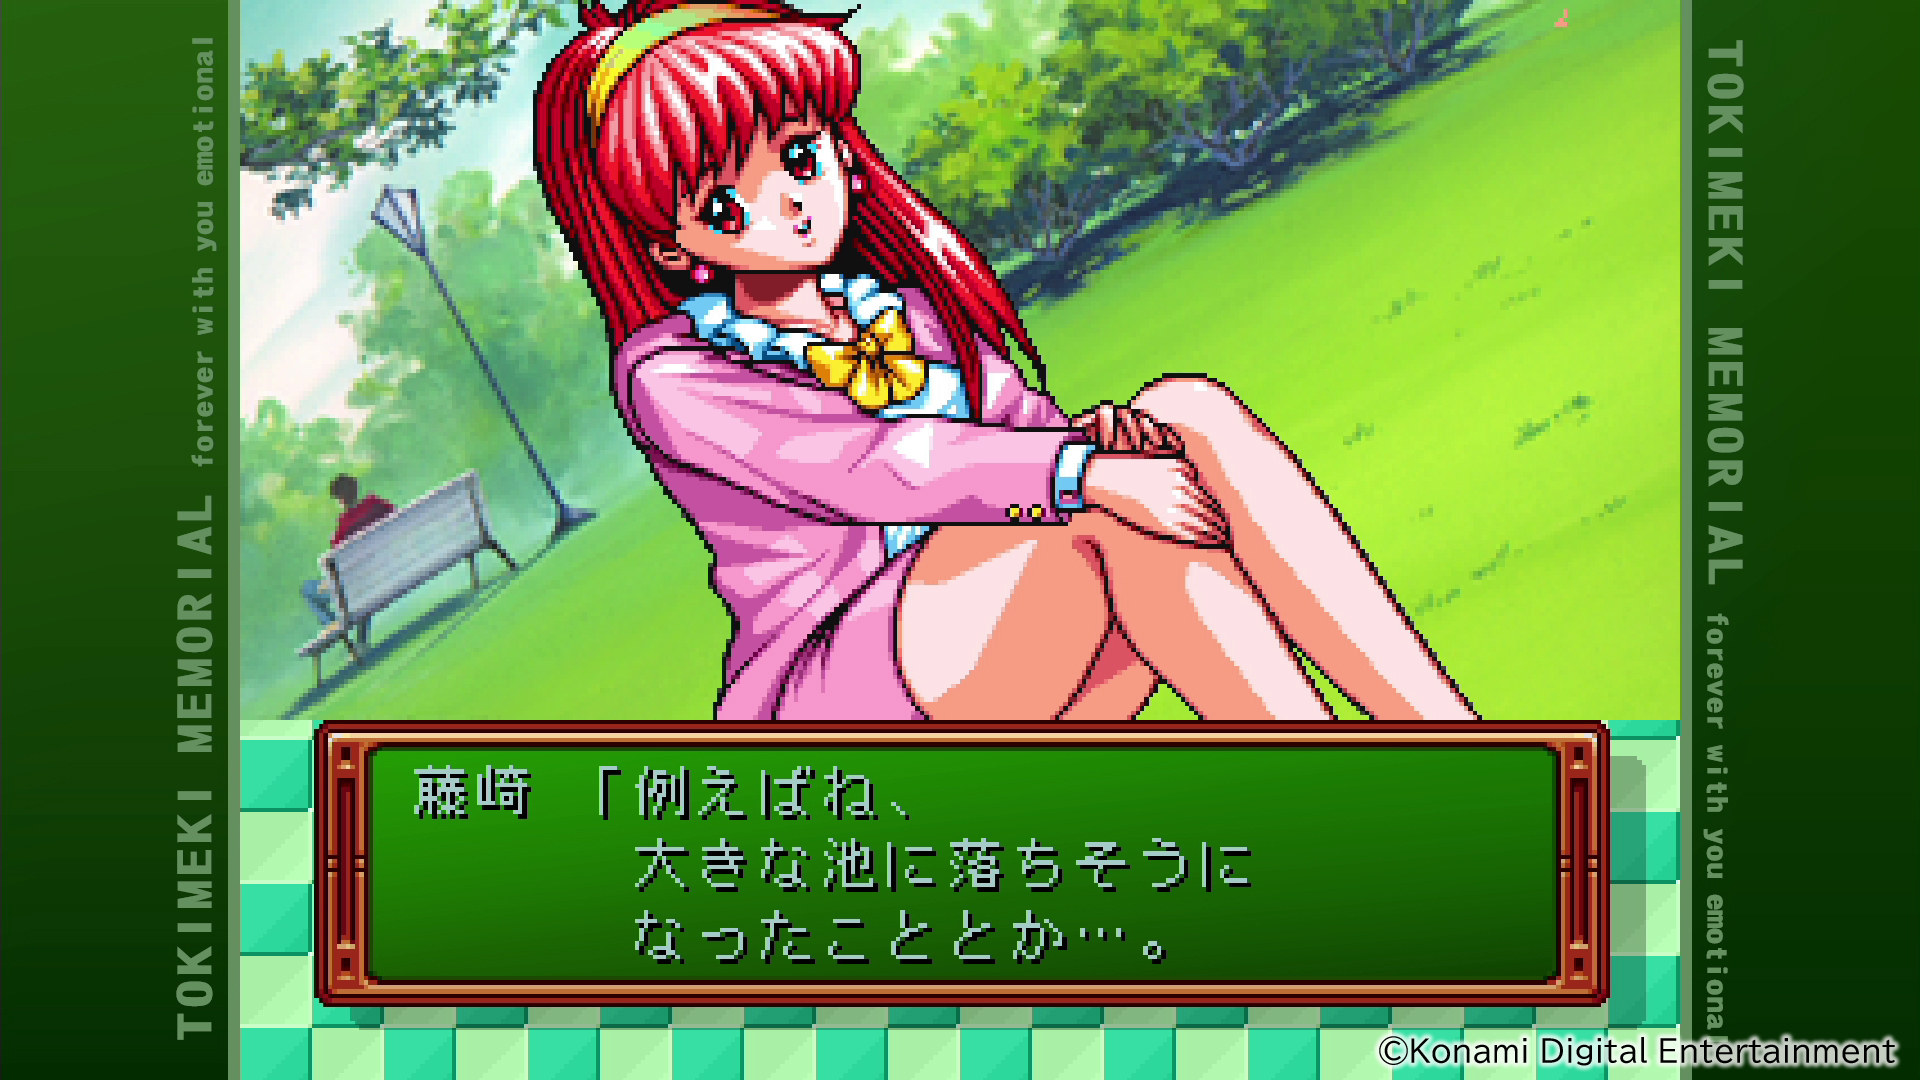 TOKIMEKI MEMORIAL forever with you emotional
藤﨑 「例えばね、
大きな池に落ちそうに
なったこととか…。
TOKIMEKI MEMORIAL forever with you emotional
©Konami Digital Entertainment